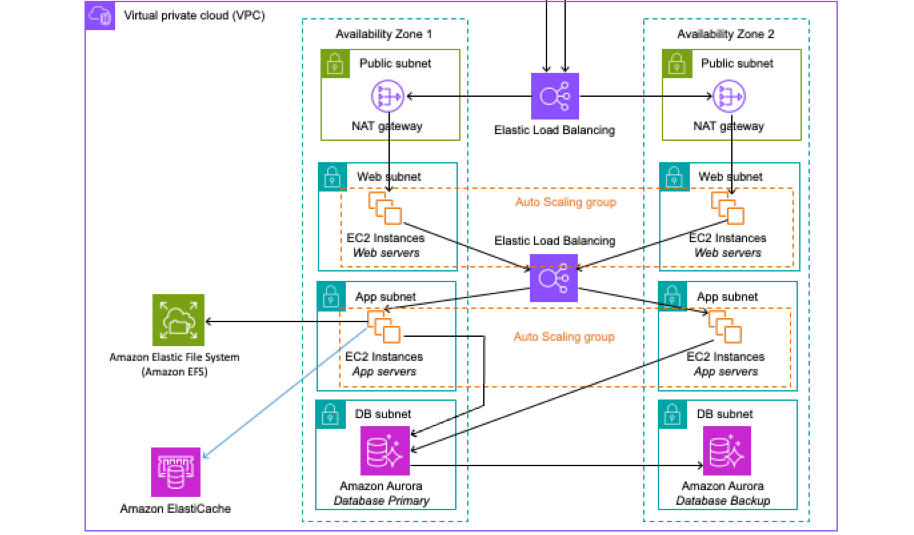 Virtual private cloud (VPC)
Availability Zone 1
Availability Zone 2
Public subnet
Public subnet
NAT gateway
Elastic Load Balancing
NAT gateway
Web subnet
Web subnet
Auto Scaling group
EC2 Instances
Web servers
Elastic Load Balancing
EC2 Instances
Web servers
App subnet
App subnet
Auto Scaling group
EC2 Instances
App servers
EC2 Instances
App servers
Amazon Elastic File System
(Amazon EFS)
DB subnet
DB subnet
Amazon Aurora
Database Primary
Amazon Aurora
Database Backup
Amazon ElastiCache